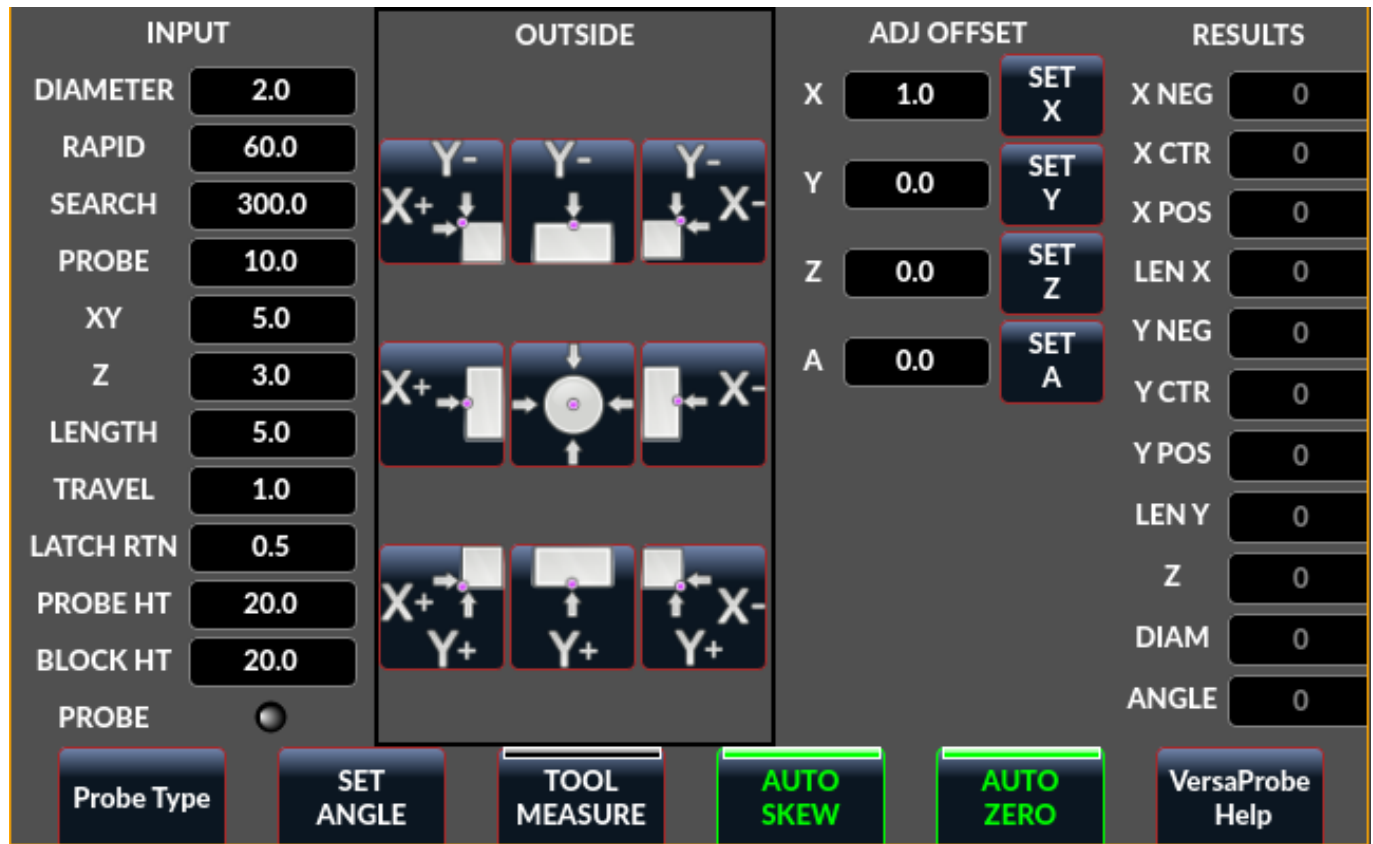 INPUT
DIAMETER 2.0
RAPID 60.0
SEARCH 300.0
PROBE 10.0
XY 5.0
Z 3.0
LENGTH 5.0
TRAVEL 1.0
LATCH RTN 0.5
PROBE HT 20.0
BLOCK HT 20.0
PROBE
OUTSIDE
Y- Y- Y-
X+ X-
X+ X-
X+ X-
Y+ Y+ Y+
ADJ OFFSET
X 1.0 SET
X
Y 0.0 SET
Y
Z 0.0 SET
Z
A 0.0 SET
A
RESULTS
X NEG 0
X CTR 0
X POS 0
LEN X 0
Y NEG 0
Y CTR 0
Y POS 0
LEN Y 0
Z 0
DIAM 0
ANGLE 0
Probe Type
SET
ANGLE
TOOL
MEASURE
AUTO
SKEW
AUTO
ZERO
VersaProbe
Help